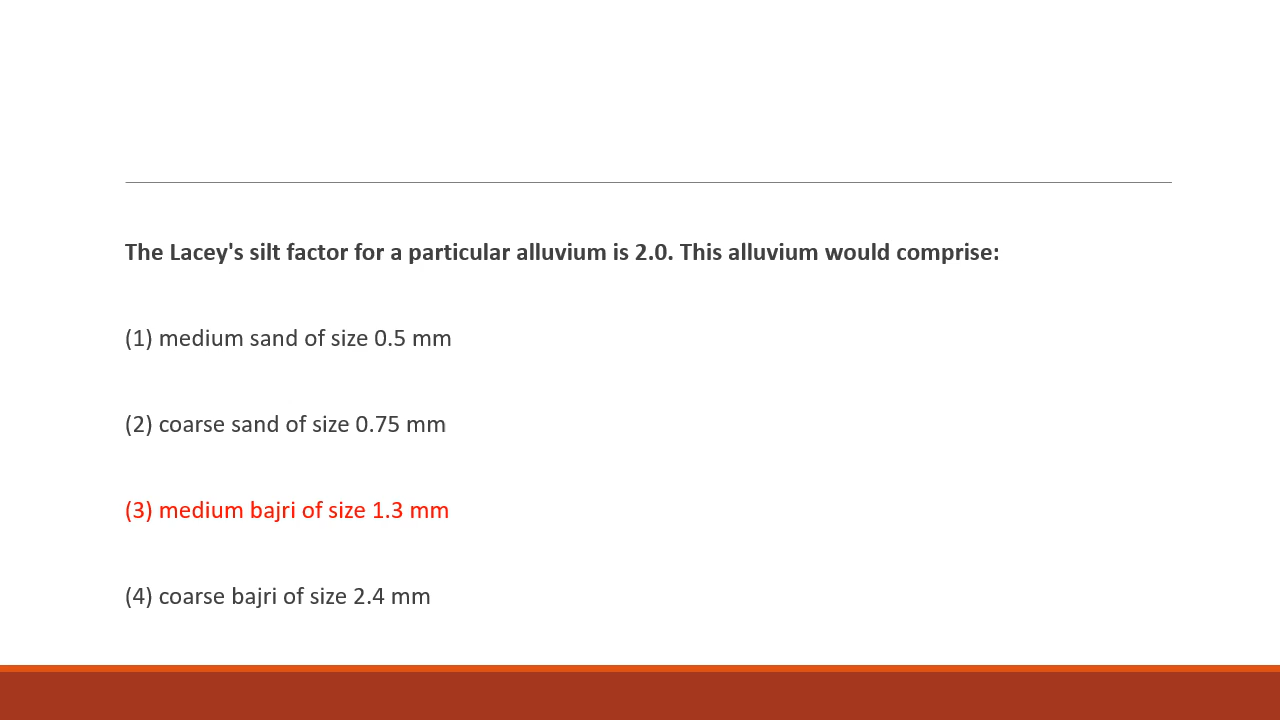 The Lacey's silt factor for a particular alluvium is 2.0. This alluvium would comprise:
(1) medium sand of size 0.5 mm
(2) coarse sand of size 0.75 mm
(3) medium bajri of size 1.3 mm
(4) coarse bajri of size 2.4 mm